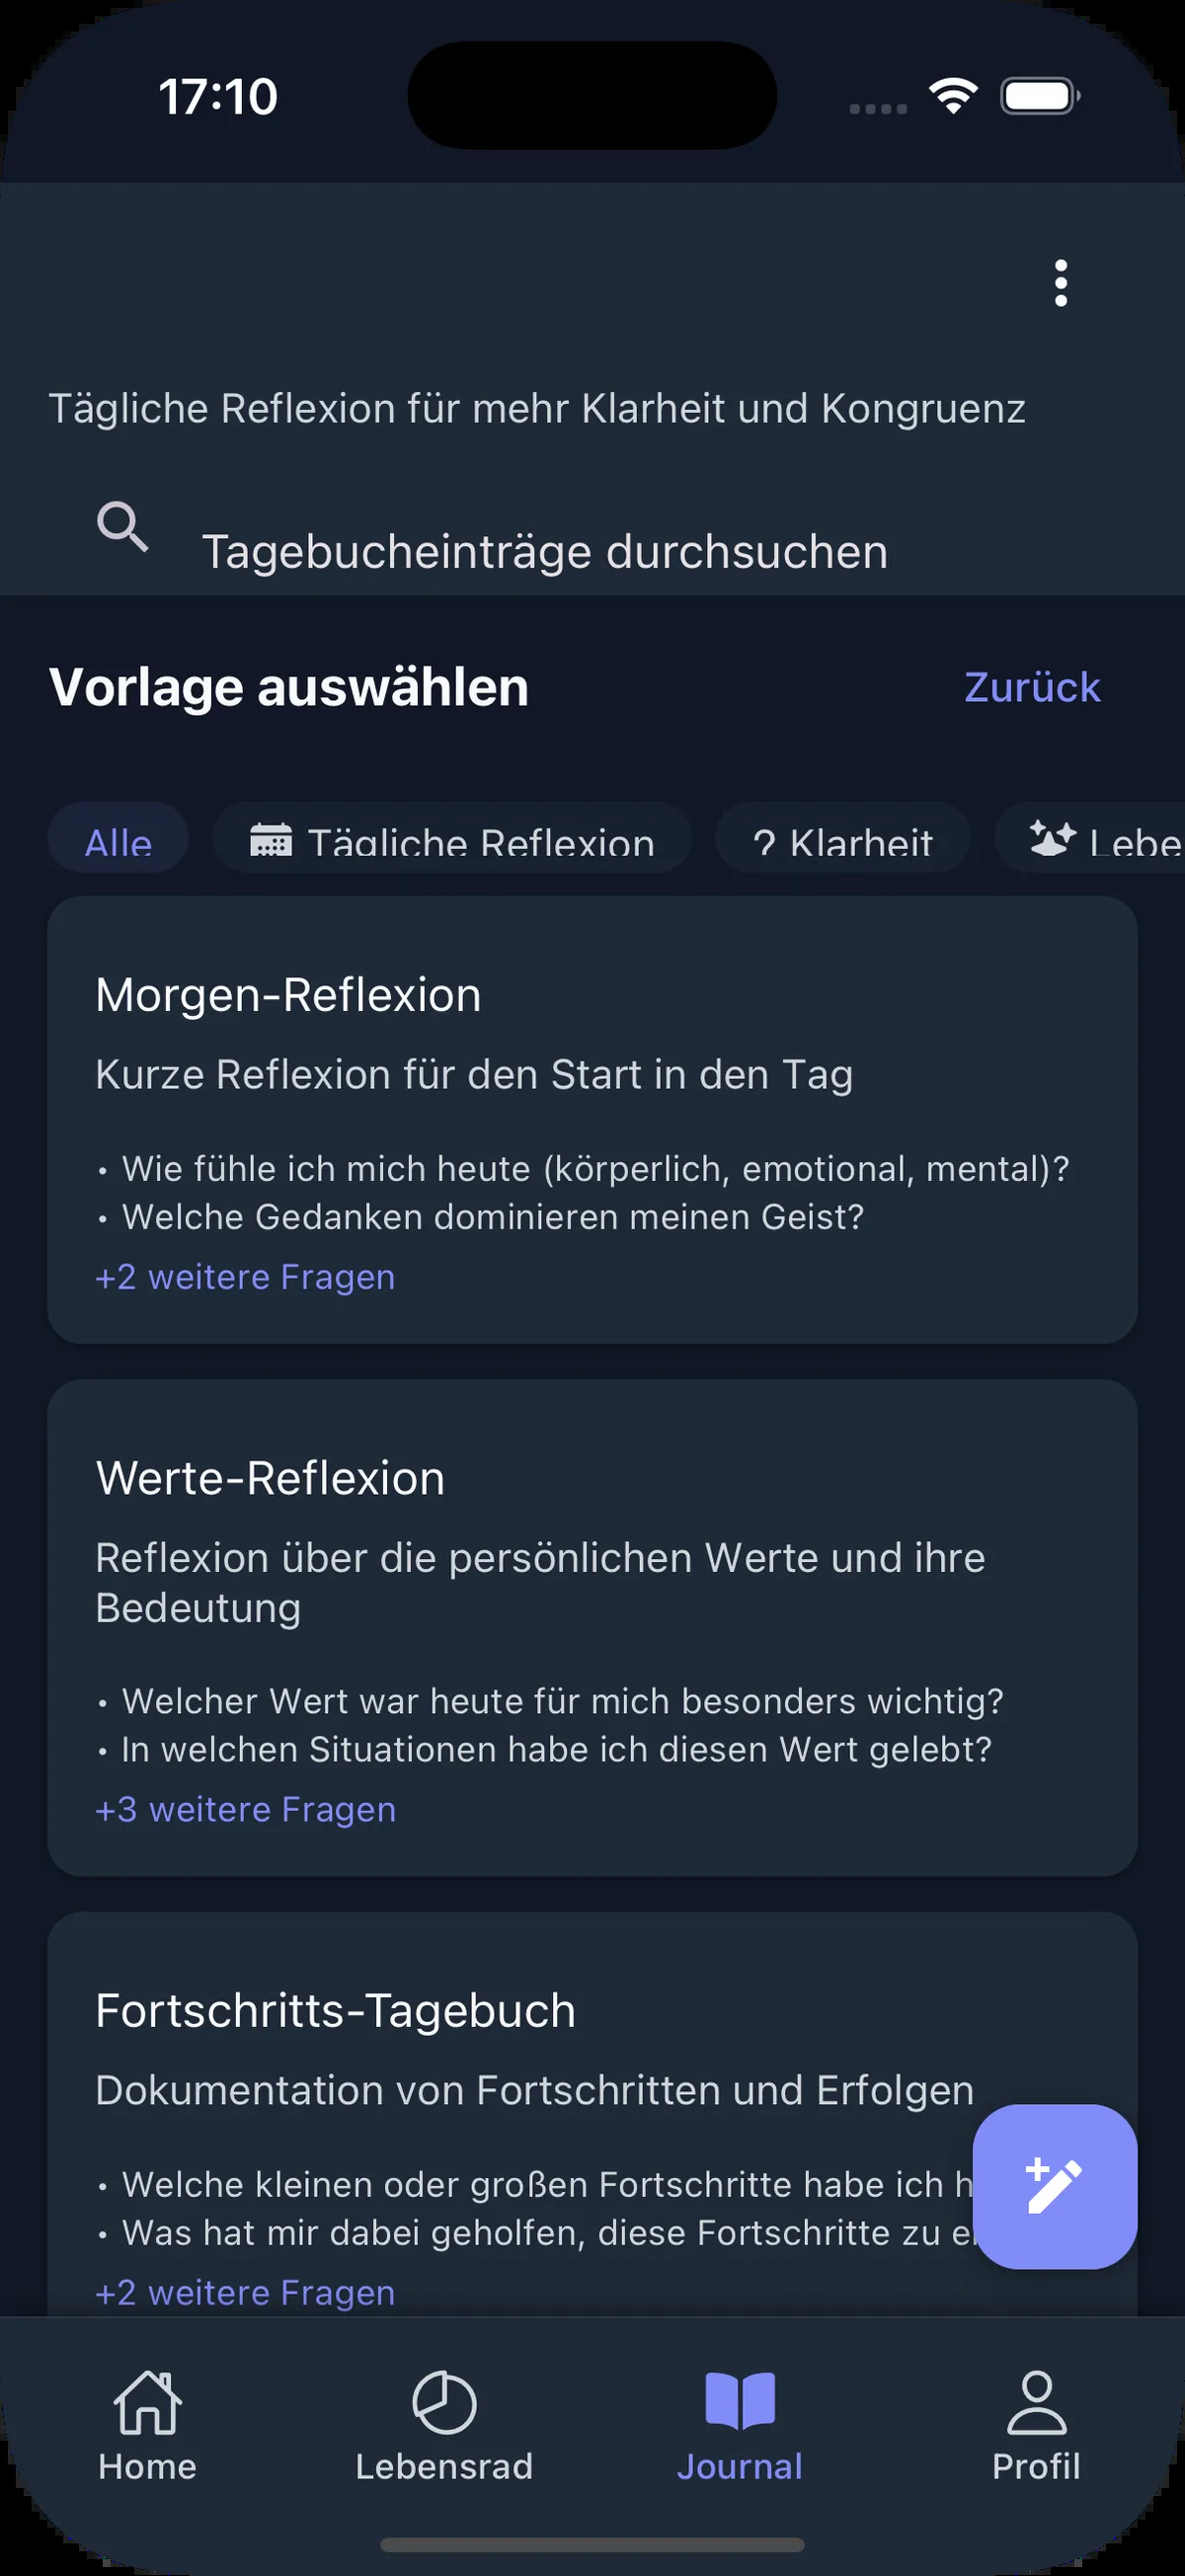 17:10
Tägliche Reflexion für mehr Klarheit und Kongruenz
Tagebucheinträge durchsuchen
Vorlage auswählen
Zurück
Alle
Tägliche Reflexion
? Klarheit
Lebe
Morgen-Reflexion
Kurze Reflexion für den Start in den Tag
• Wie fühle ich mich heute (körperlich, emotional, mental)?
• Welche Gedanken dominieren meinen Geist?
+2 weitere Fragen
Werte-Reflexion
Reflexion über die persönlichen Werte und ihre
Bedeutung
• Welcher Wert war heute für mich besonders wichtig?
• In welchen Situationen habe ich diesen Wert gelebt?
+3 weitere Fragen
Fortschritts-Tagebuch
Dokumentation von Fortschritten und Erfolgen
• Welche kleinen oder großen Fortschritte habe ich h
• Was hat mir dabei geholfen, diese Fortschritte zu e
+2 weitere Fragen
Home
Lebensrad
Journal
Profil